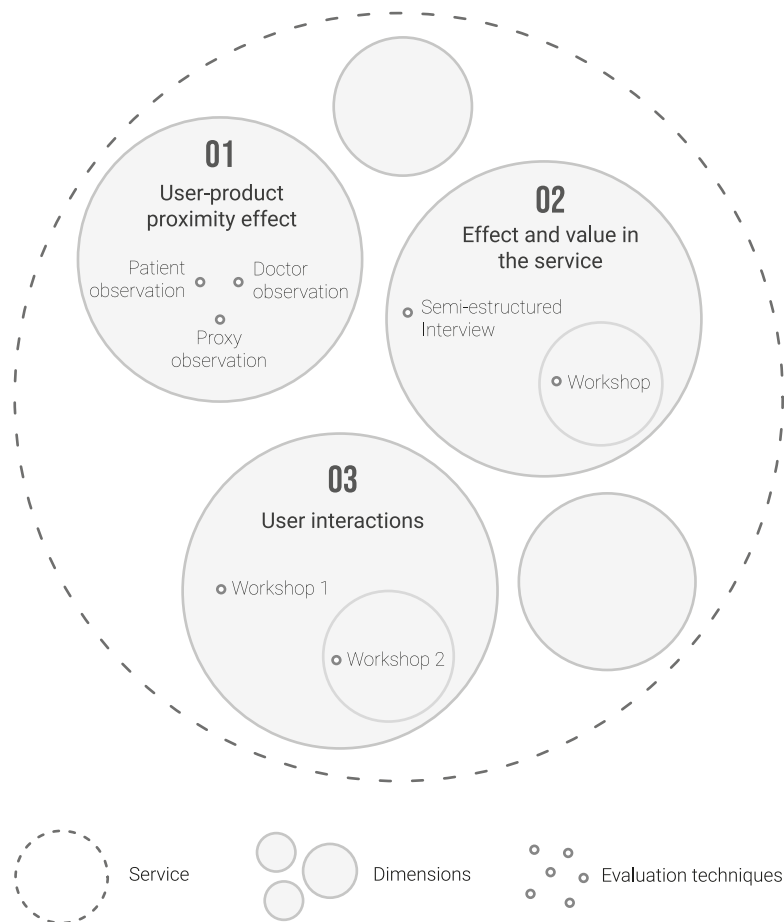 01
User-product
proximity effect
Patient
observation
Doctor
observation
Proxy
observation
02
Effect and value in
the service
Semi-estructured
Interview
Workshop
03
User interactions
Workshop 1
Workshop 2
Service
Dimensions
Evaluation techniques